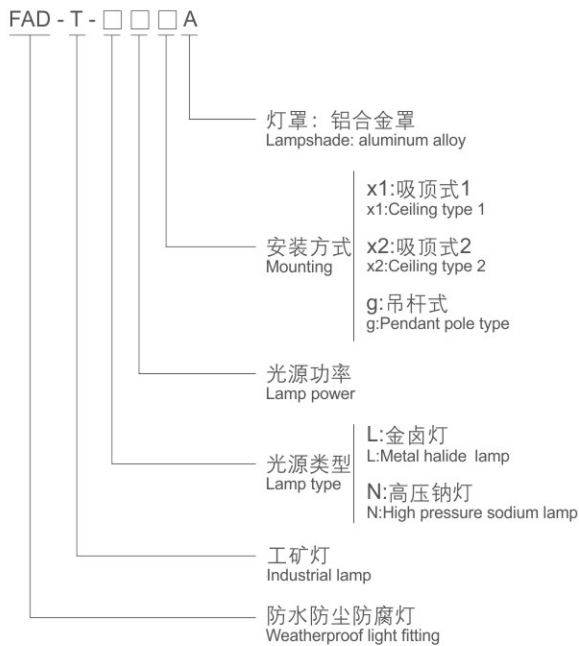 FAD - T - □ □ □ A
灯罩：铝合金罩
Lampshade: aluminum alloy
x1:吸顶式1
x1:Ceiling type 1
安装方式
Mounting
x2:吸顶式2
x2:Ceiling type 2
g:吊杆式
g:Pendant pole type
光源功率
Lamp power
光源类型
Lamp type
L:金卤灯
L:Metal halide lamp
N:高压钠灯
N:High pressure sodium lamp
工矿灯
Industrial lamp
防水防尘防腐灯
Weatherproof light fitting